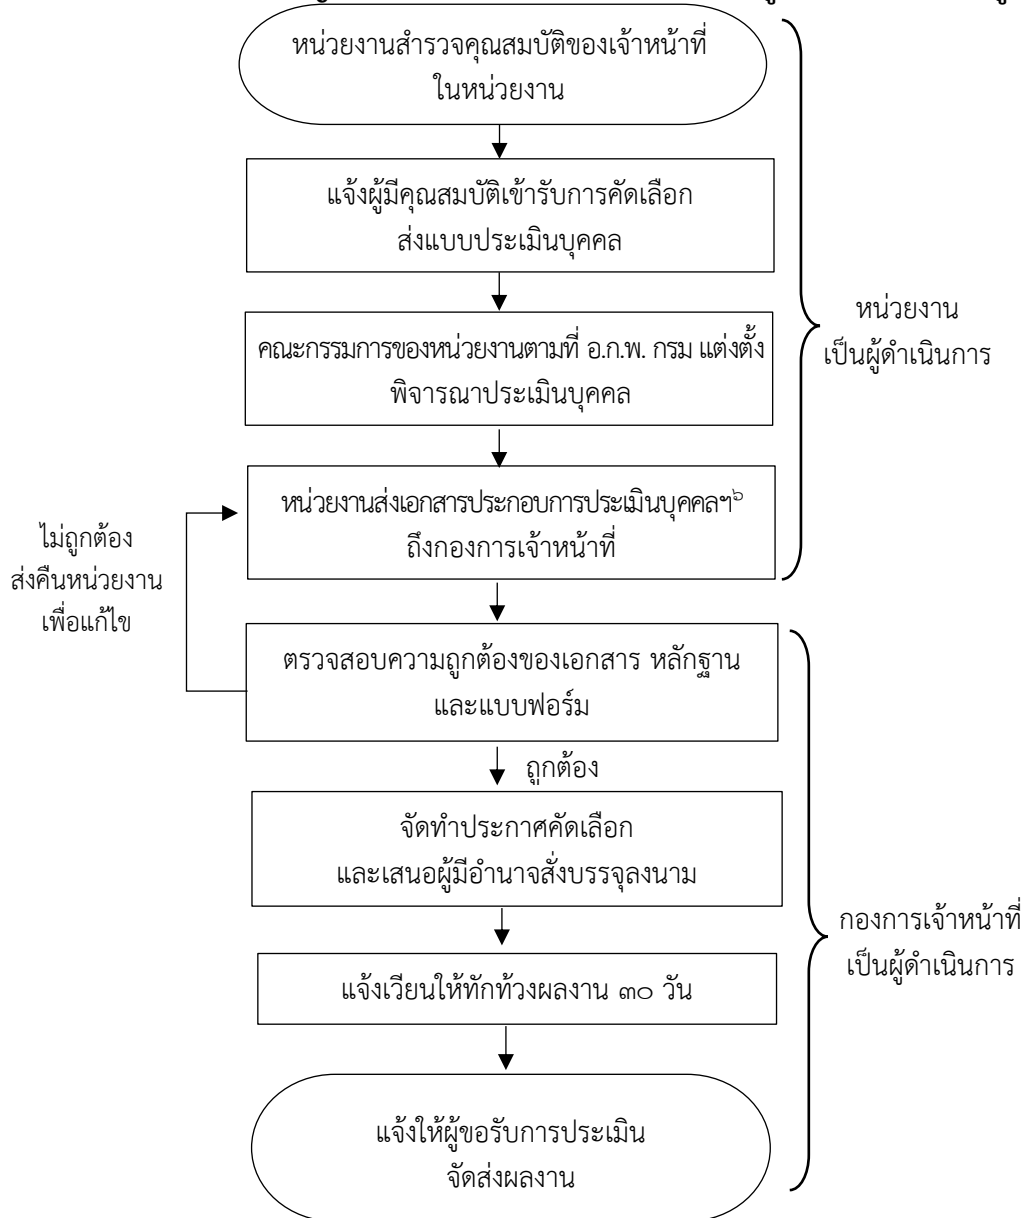 หน่วยงานสำรวจคุณสมบัติของเจ้าหน้าที่
ในหน่วยงาน
แจ้งผู้มีคุณสมบัติเข้ารับการคัดเลือก
ส่งแบบประเมินบุคคล
หน่วยงาน
เป็นผู้ดำเนินการ
คณะกรรมการของหน่วยงานตามที่ อ.ก.พ. กรม แต่งตั้ง
พิจารณาประเมินบุคคล
หน่วยงานส่งเอกสารประกอบการประเมินบุคคลฯ๖
ถึงกองการเจ้าหน้าที่
ไม่ถูกต้อง
ส่งคืนหน่วยงาน
เพื่อแก้ไข
ตรวจสอบความถูกต้องของเอกสาร หลักฐาน
และแบบฟอร์ม
ถูกต้อง
จัดทำประกาศคัดเลือก
และเสนอผู้มีอำนาจสั่งบรรจุลงนาม
กองการเจ้าหน้าที่
เป็นผู้ดำเนินการ
แจ้งเวียนให้ทักท้วงผลงาน ๓๐ วัน
แจ้งให้ผู้ขอรับการประเมิน
จัดส่งผลงาน